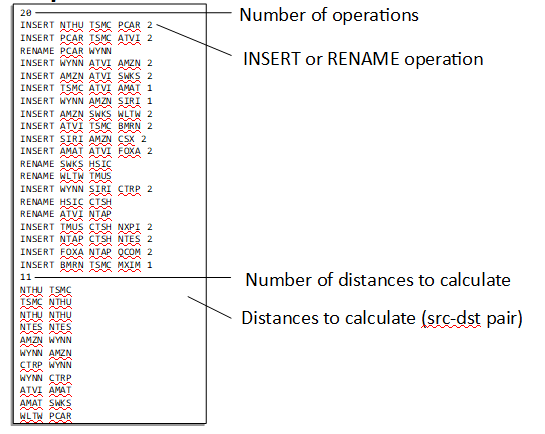 20
INSERT NTHU TSMC PCAR 2
INSERT PCAR TSMC ATVI 2
RENAME PCAR WYNN
INSERT WYNN ATVI AMZN 2
INSERT AMZN ATVI SWKS 2
INSERT TSMC ATVI AMAT 1
INSERT WYNN AMZN SIRI 1
INSERT AMZN SWKS WLTW 2
INSERT ATVI TSMC BMRN 2
INSERT SIRI AMZN CSX 2
INSERT AMAT ATVI FOXA 2
RENAME SWKS HSIC
RENAME WLTW TMUS
INSERT WYNN SIRI CTRP 2
RENAME HSIC CTSH
RENAME ATVI NTAP
INSERT TMUS CTSH NXPI 2
INSERT NTAP CTSH NTES 2
INSERT FOXA NTAP QCOM 2
INSERT BMRN TSMC MXIM 1
11
NTHU TSMC
TSMC NTHU
NTHU NTHU
NTES NTES
AMZN WYNN
WYNN AMZN
CTRP WYNN
WYNN CTRP
ATVI AMAT
AMAT SWKS
WLTW PCAR
Number of operations
INSERT or RENAME operation
Number of distances to calculate
Distances to calculate (src-dst pair)